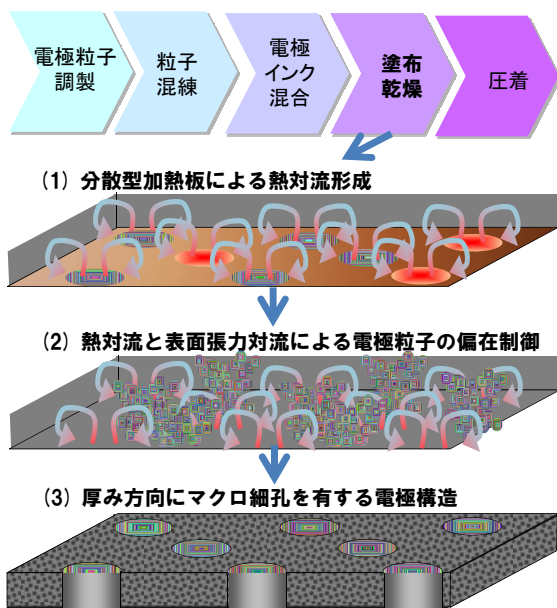 電極粒子
調製
粒子
混練
電極
インク
混合
塗布
乾燥
圧着
(1) 分散型加熱板による熱対流形成
(2) 熱対流と表面張力対流による電極粒子の偏在制御
(3) 厚み方向にマクロ細孔を有する電極構造